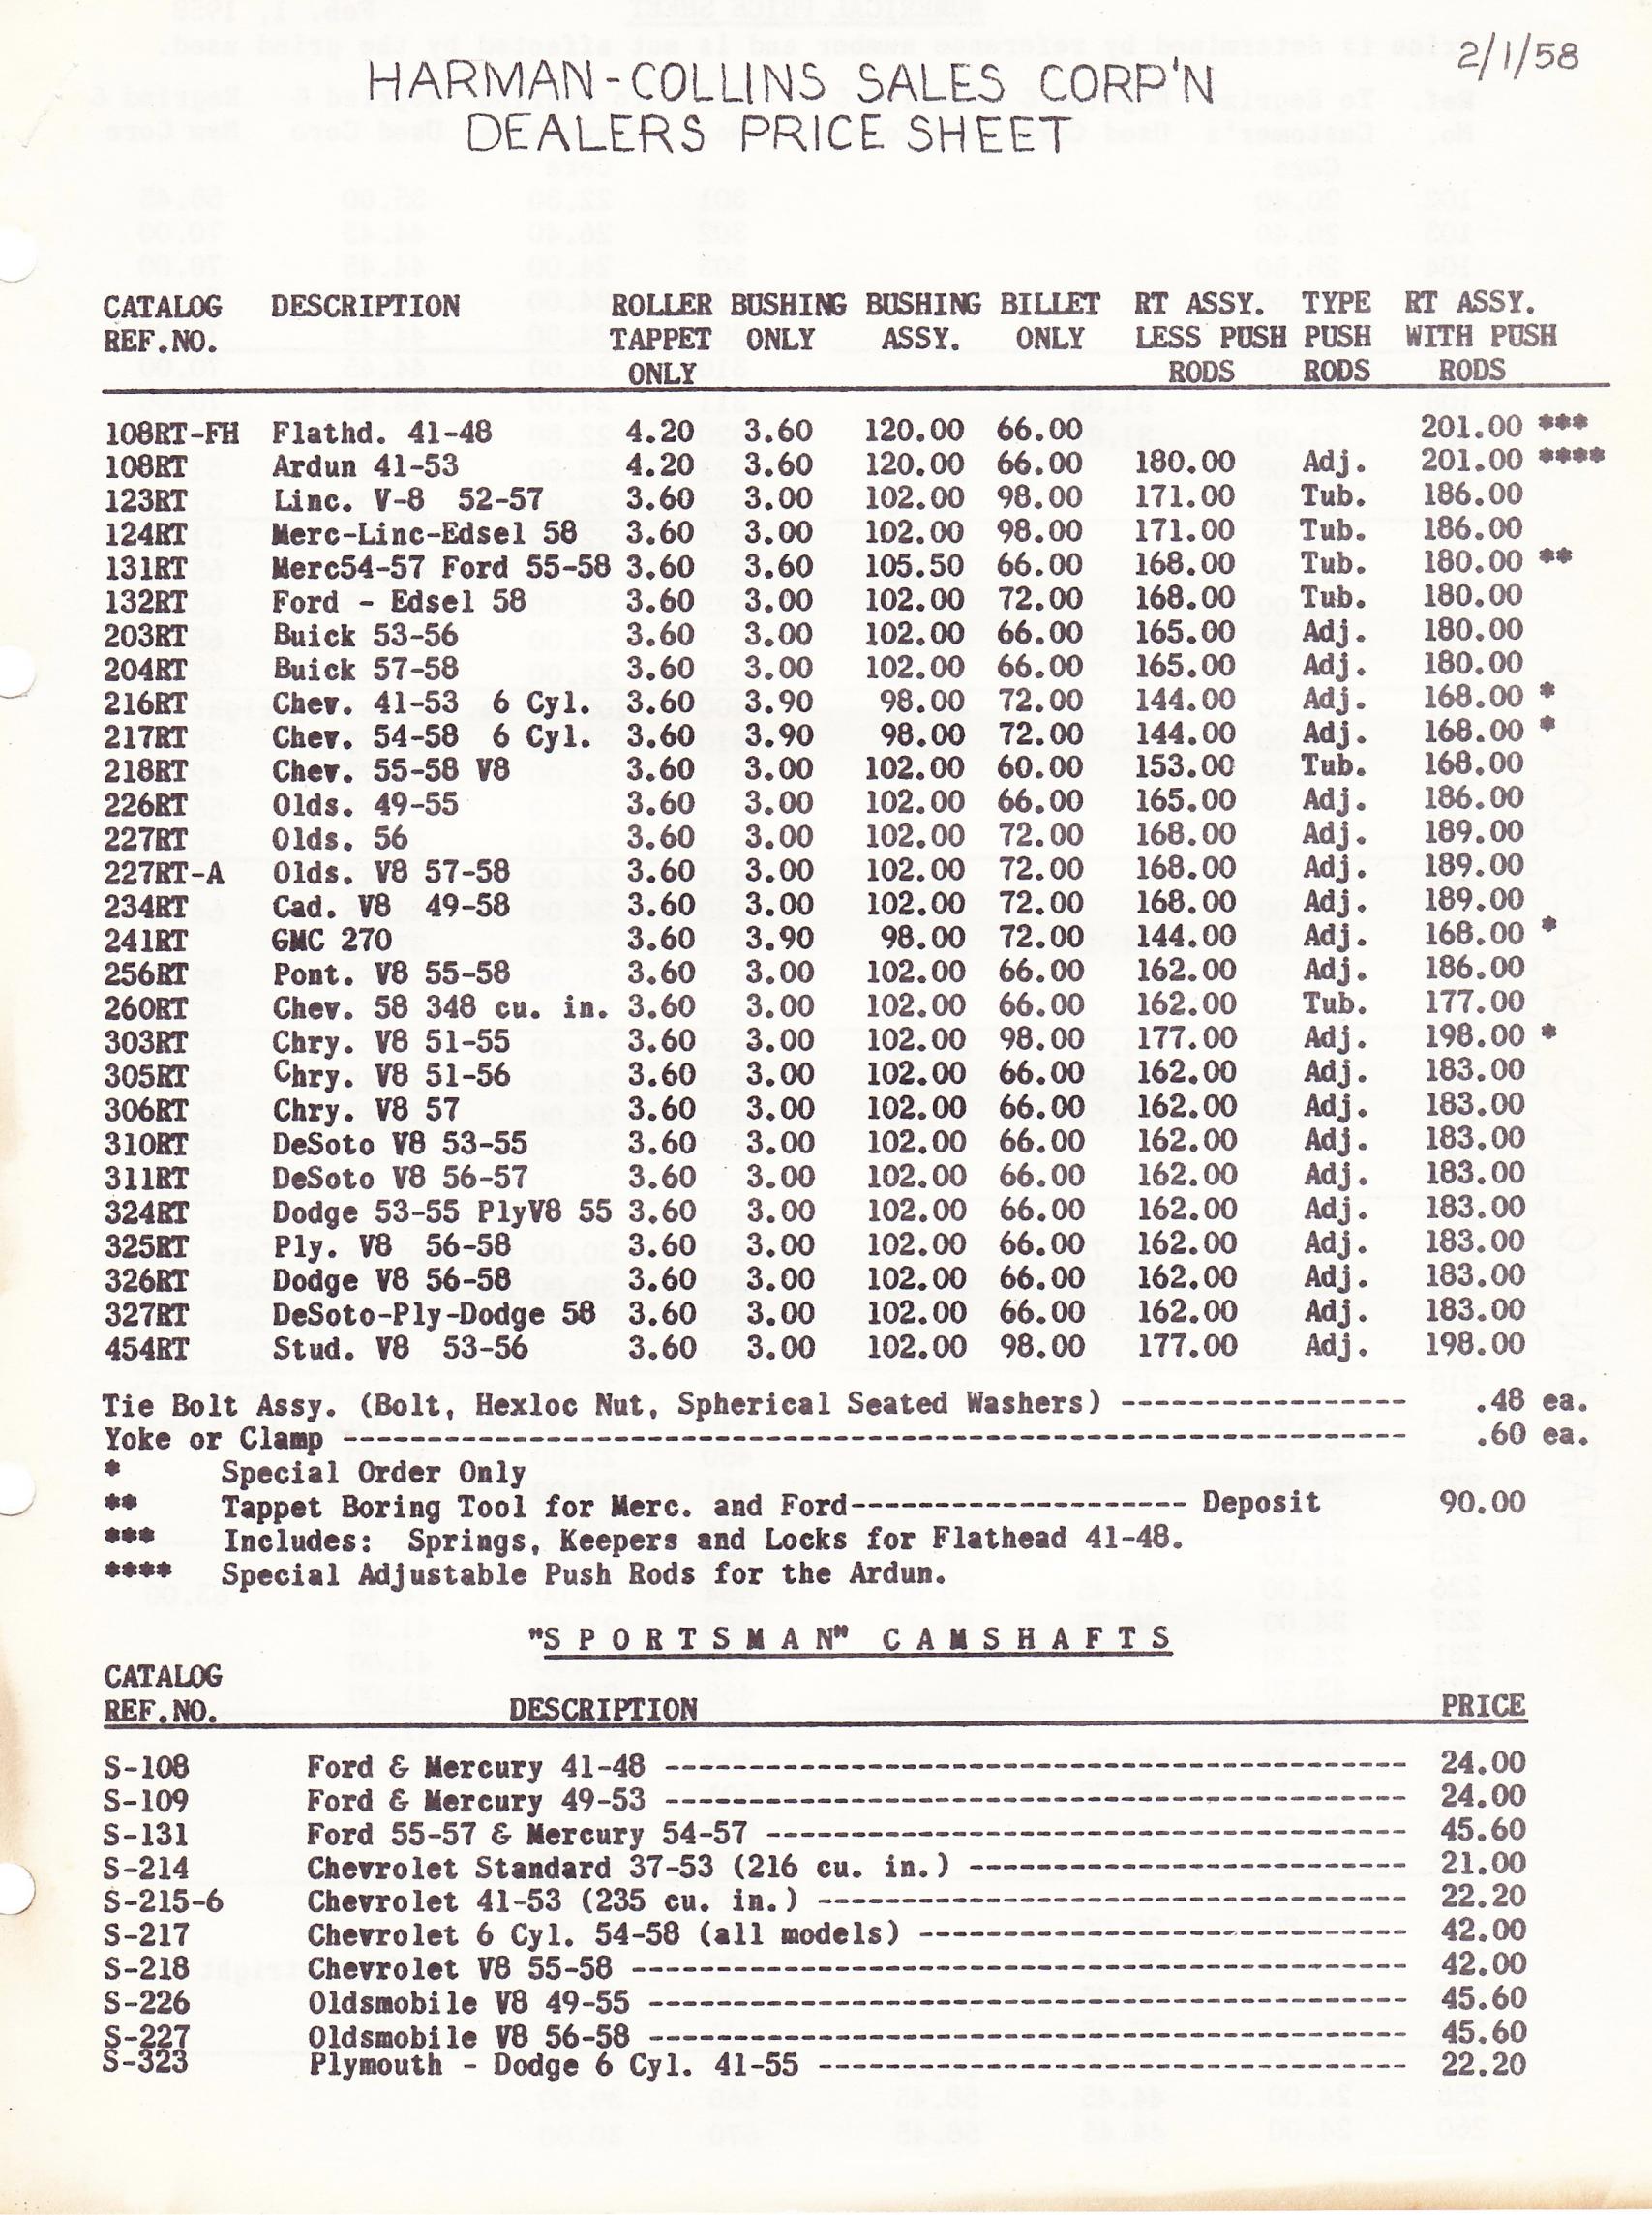 2/1/58
HARMAN-COLLINS SALES CORP'N
DEALERS PRICE SHEET
CATALOG DESCRIPTION ROLLER BUSHING BUSHING BILLET RT ASSY. TYPE RT ASSY.
REF.NO. TAPPET ONLY ASSY. ONLY LESS PUSH PUSH WITH PUSH
ONLY RODS RODS RODS
108RT-FH Flathd. 41-48 4.20 3.60 120.00 66.00 201.00 ***
108RT Ardun 41-53 4.20 3.60 120.00 66.00 180.00 Adj. 201.00 ****
123RT Linc. V-8 52-57 3.60 3.00 102.00 98.00 171.00 Tub. 186.00
124RT Merc-Linc-Edsel 58 3.60 3.00 102.00 98.00 171.00 Tub. 186.00
131RT Merc54-57 Ford 55-58 3.60 3.60 105.50 66.00 168.00 Tub. 180.00 **
132RT Ford - Edsel 58 3.60 3.00 102.00 72.00 168.00 Tub. 180.00
203RT Buick 53-56 3.60 3.00 102.00 66.00 165.00 Adj. 180.00
204RT Buick 57-58 3.60 3.00 102.00 66.00 165.00 Adj. 180.00
216RT Chev. 41-53 6 Cyl. 3.60 3.90 98.00 72.00 144.00 Adj. 168.00 *
217RT Chev. 54-58 6 Cyl. 3.60 3.90 98.00 72.00 144.00 Adj. 168.00 *
218RT Chev. 55-58 V8 3.60 3.00 102.00 60.00 153.00 Tub. 168.00
226RT Olds. 49-55 3.60 3.00 102.00 66.00 165.00 Adj. 186.00
227RT Olds. 56 3.60 3.00 102.00 72.00 168.00 Adj. 189.00
227RT-A Olds. V8 57-58 3.60 3.00 102.00 72.00 168.00 Adj. 189.00
234RT Cad. V8 49-58 3.60 3.00 102.00 72.00 168.00 Adj. 189.00
241RT GMC 270 3.60 3.90 98.00 72.00 144.00 Adj. 168.00 *
256RT Pont. V8 55-58 3.60 3.00 102.00 66.00 162.00 Adj. 186.00
260RT Chev. 58 348 cu. in. 3.60 3.00 102.00 66.00 162.00 Tub. 177.00
303RT Chry. V8 51-55 3.60 3.00 102.00 98.00 177.00 Adj. 198.00 *
305RT Chry. V8 51-56 3.60 3.00 102.00 66.00 162.00 Adj. 183.00
306RT Chry. V8 57 3.60 3.00 102.00 66.00 162.00 Adj. 183.00
310RT DeSoto V8 53-55 3.60 3.00 102.00 66.00 162.00 Adj. 183.00
311RT DeSoto V8 56-57 3.60 3.00 102.00 66.00 162.00 Adj. 183.00
324RT Dodge 53-55 PlyV8 55 3.60 3.00 102.00 66.00 162.00 Adj. 183.00
325RT Ply. V8 56-58 3.60 3.00 102.00 66.00 162.00 Adj. 183.00
326RT Dodge V8 56-58 3.60 3.00 102.00 66.00 162.00 Adj. 183.00
327RT DeSoto-Ply-Dodge 58 3.60 3.00 102.00 66.00 162.00 Adj. 183.00
454RT Stud. V8 53-56 3.60 3.00 102.00 98.00 177.00 Adj. 198.00
Tie Bolt Assy. (Bolt, Hexloc Nut, Spherical Seated Washers) ----------------- .48 ea.
Yoke or Clamp --------------------------------------------------------------- .60 ea.
* Special Order Only
** Tappet Boring Tool for Merc. and Ford-------------------- Deposit 90.00
*** Includes: Springs, Keepers and Locks for Flathead 41-48.
**** Special Adjustable Push Rods for the Ardun.
"S P O R T S M A N" C A M S H A F T S
CATALOG
REF.NO. DESCRIPTION PRICE
S-108 Ford & Mercury 41-48 -------------------------------------------- 24.00
S-109 Ford & Mercury 49-53 -------------------------------------------- 24.00
S-131 Ford 55-57 & Mercury 54-57 -------------------------------------- 45.60
S-214 Chevrolet Standard 37-53 (216 cu. in.) -------------------------- 21.00
S-215-6 Chevrolet 41-53 (235 cu. in.) ----------------------------------- 22.20
S-217 Chevrolet 6 Cyl. 54-58 (all models) ----------------------------- 42.00
S-218 Chevrolet V8 55-58 ---------------------------------------------- 42.00
S-226 Oldsmobile V8 49-55 --------------------------------------------- 45.60
S-227 Oldsmobile V8 56-58 --------------------------------------------- 45.60
S-323 Plymouth - Dodge 6 Cyl. 41-55 ----------------------------------- 22.20